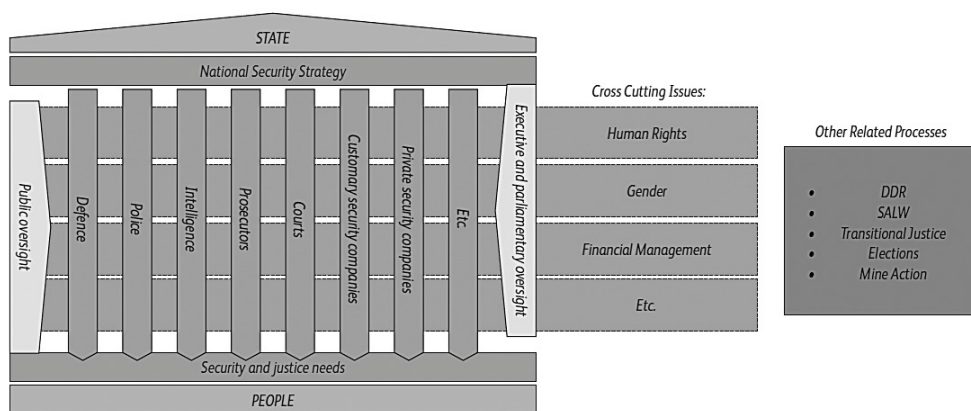 STATE
National Security Strategy
Public oversight
Defence
Police
Intelligence
Prosecutors
Courts
Customary security companies
Private security companies
Etc.
Executive and parliamentary oversight
Security and justice needs
PEOPLE
Cross Cutting Issues:
Human Rights
Gender
Financial Management
Etc.
Other Related Processes
• DDR
• SALW
• Transitional Justice
• Elections
• Mine Action